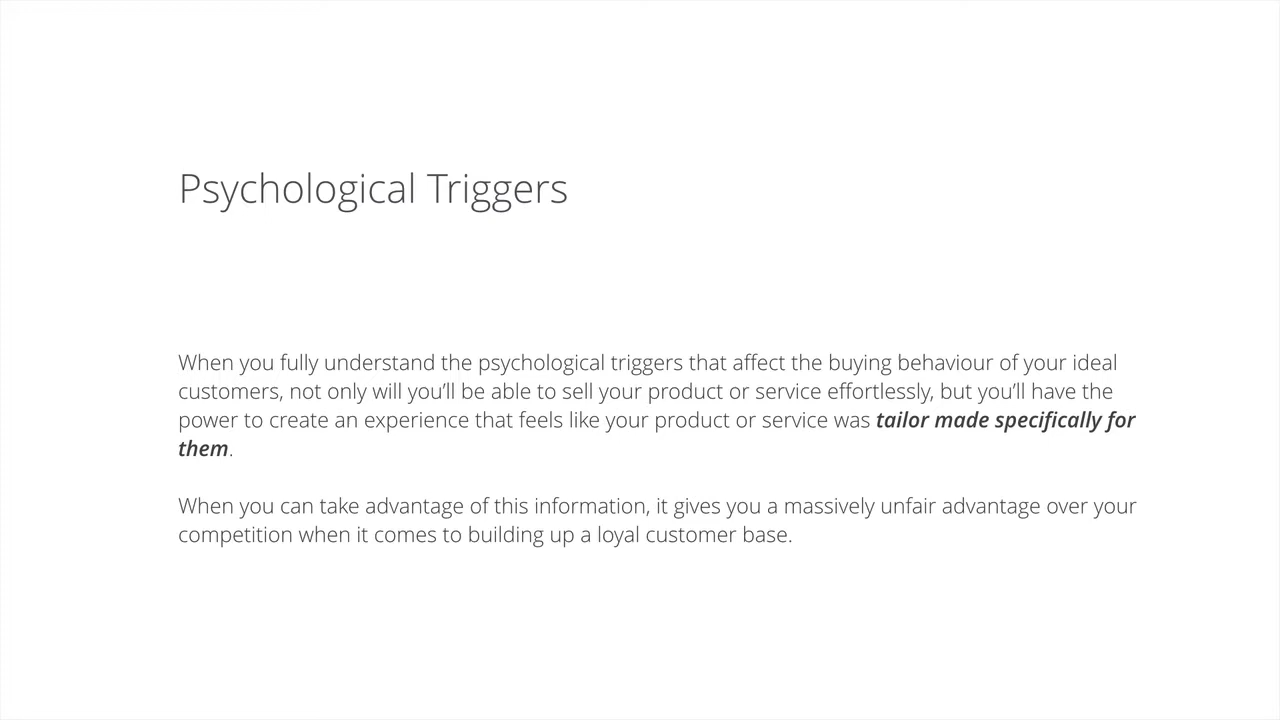 Psychological Triggers
When you fully understand the psychological triggers that affect the buying behaviour of your ideal
customers, not only will you’ll be able to sell your product or service effortlessly, but you’ll have the
power to create an experience that feels like your product or service was tailor made specifically for
them.
When you can take advantage of this information, it gives you a massively unfair advantage over your
competition when it comes to building up a loyal customer base.